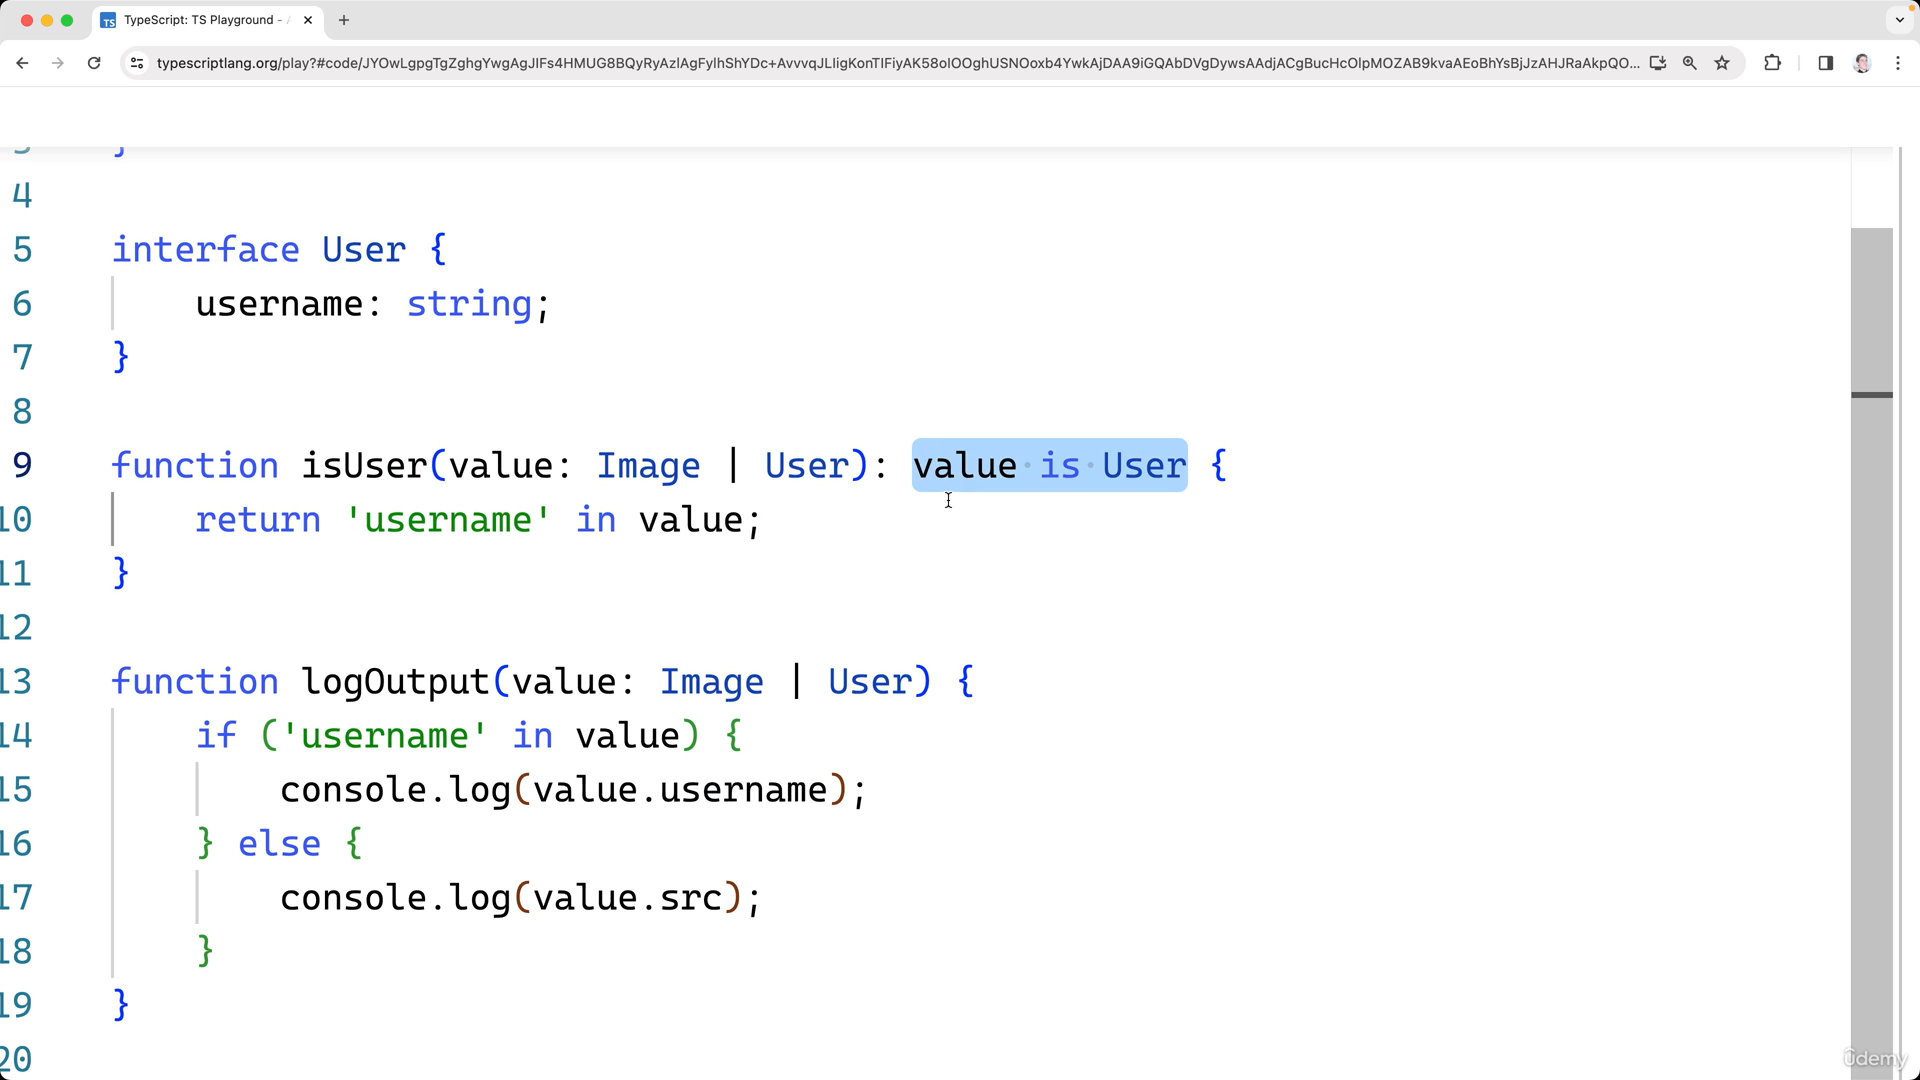 TypeScript: TS Playground -
typescriptlang.org/play?#code/
4
5 interface User {
6 username: string;
7 }
8
9 function isUser(value: Image | User): value is User {
10 return 'username' in value;
11 }
12
13 function logOutput(value: Image | User) {
14 if ('username' in value) {
15 console.log(value.username);
16 } else {
17 console.log(value.src);
18 }
19 }
20
ûdemy